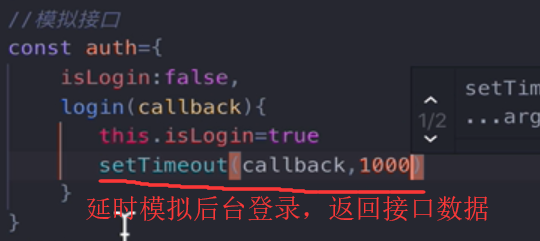 //模拟接口
const auth={
isLogin:false,
login(callback){
this.isLogin=true
setTimeout(callback,1000)
}
}
延时模拟后台登录，返回接口数据
setTim
1/2
...arg